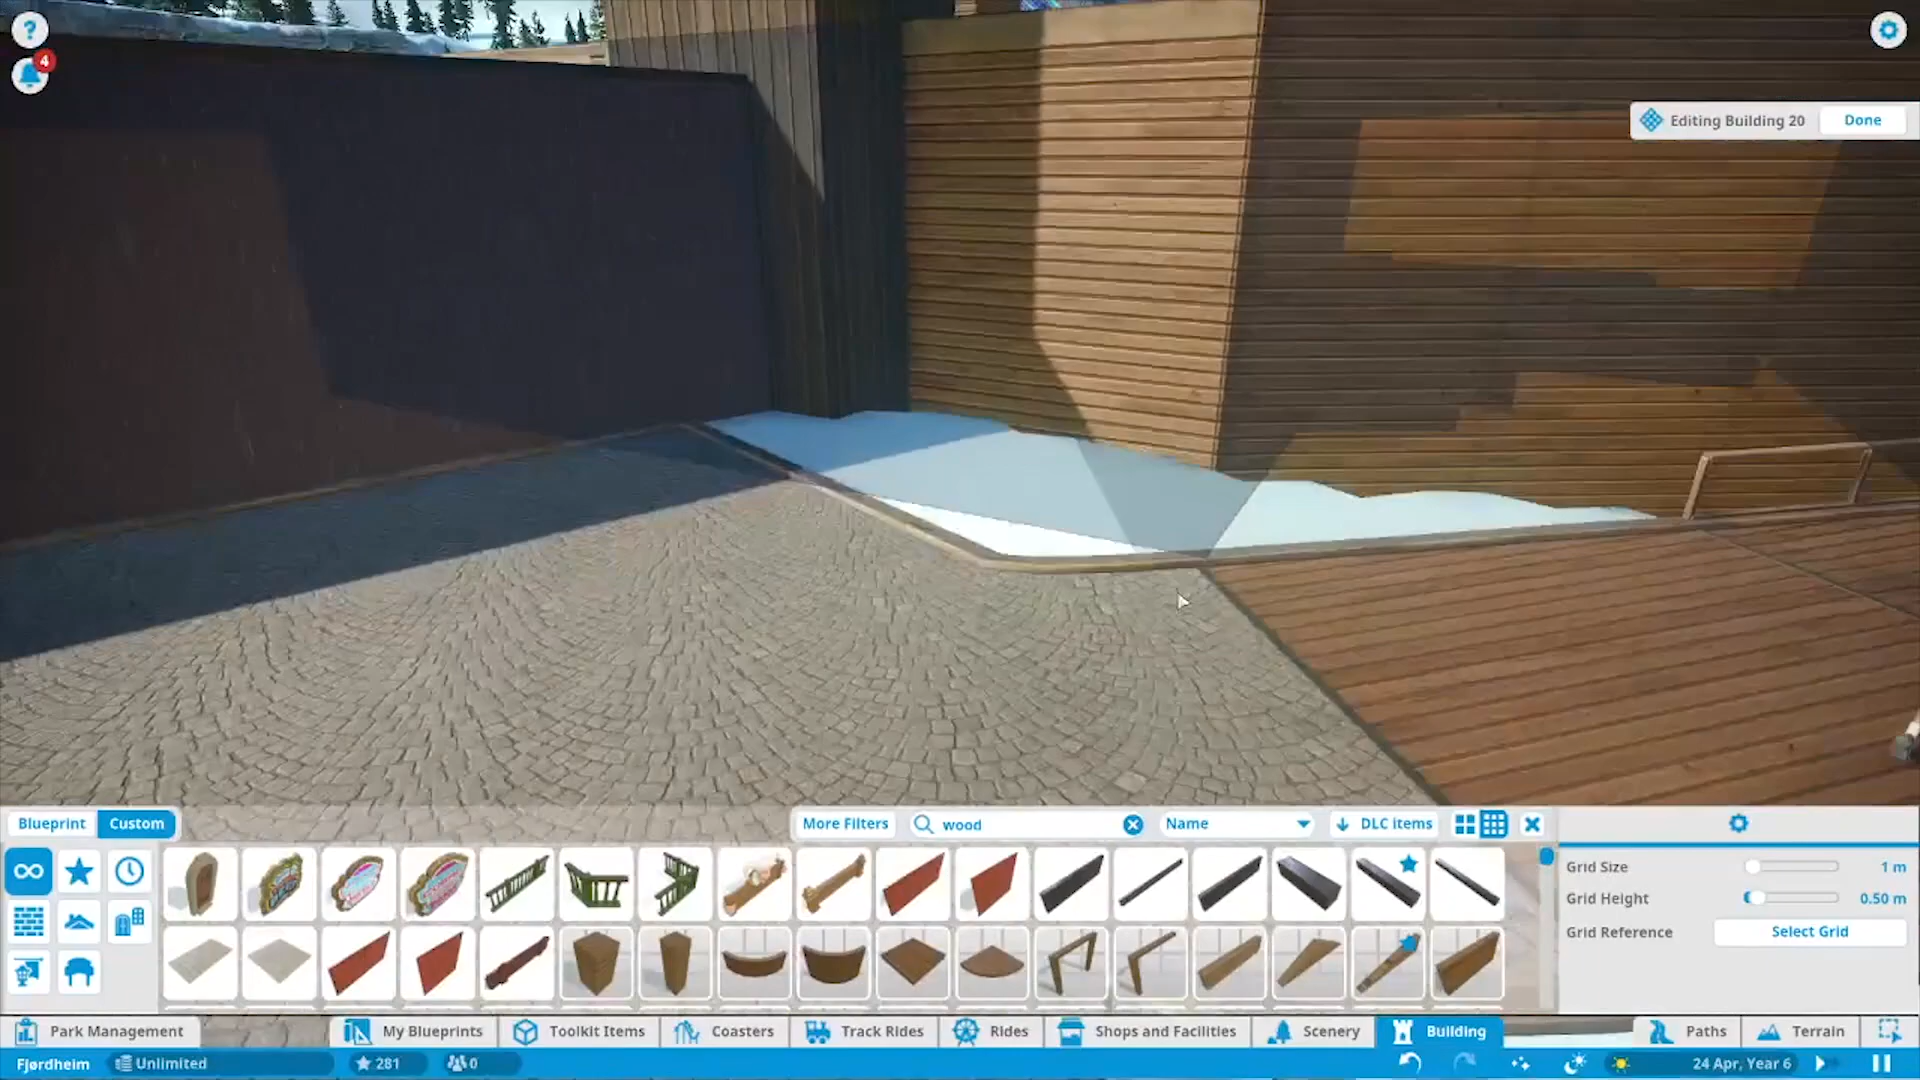 ?
4
Editing Building 20 Done
Blueprint Custom More Filters wood Name DLC items
Grid Size 1 m
Grid Height 0.50 m
Grid Reference Select Grid
Park Management My Blueprints Toolkit Items Coasters Track Rides Rides Shops and Facilities Scenery Building Paths Terrain
Fjørdheim Unlimited 281 0 24 Apr, Year 6